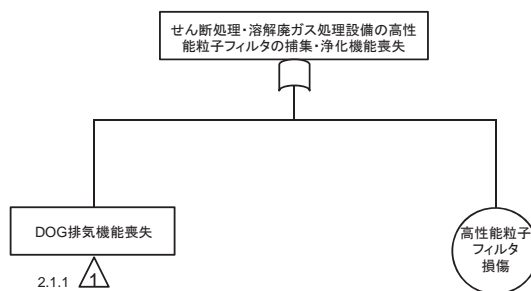 せん断処理・溶解廃ガス処理設備の高性
能粒子フィルタの捕集・浄化機能喪失
DOG排気機能喪失
高性能粒子
フィルタ
損傷
2.1.1 1